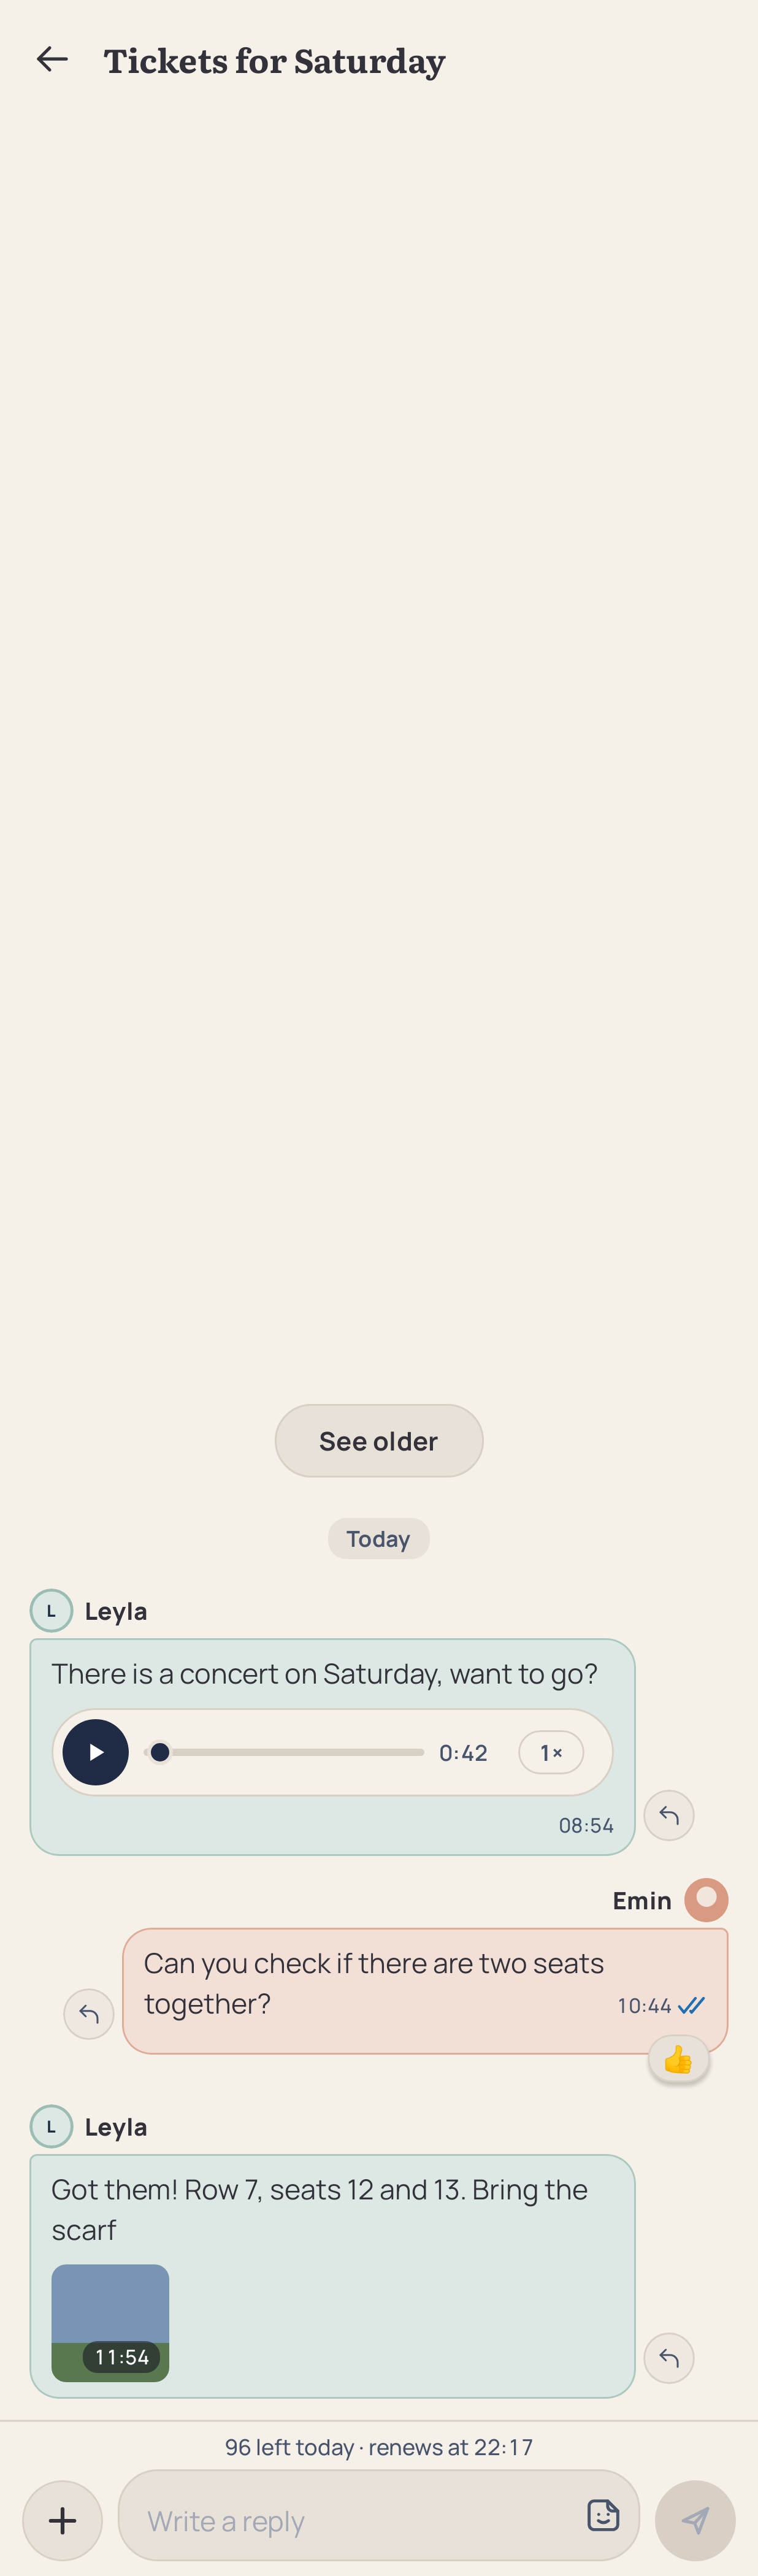 Tickets for Saturday
See older
Today
L Leyla
There is a concert on Saturday, want to go?
0:42 1×
08:54
Emin
Can you check if there are two seats
together? 10:44
L Leyla
Got them! Row 7, seats 12 and 13. Bring the
scarf
11:54
96 left today · renews at 22:17
Write a reply